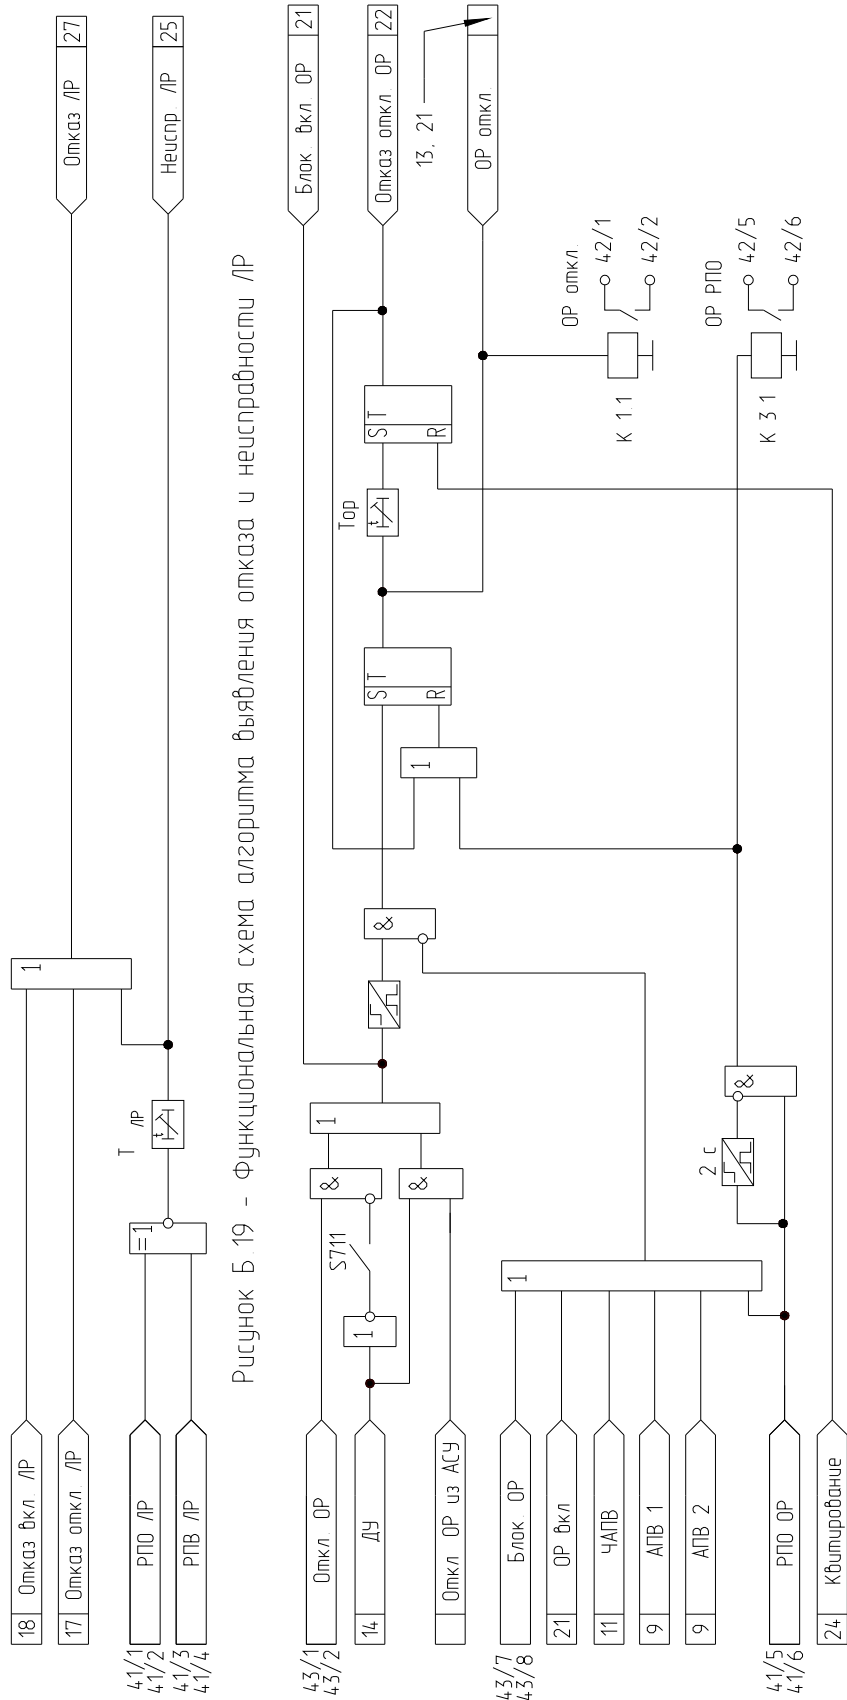 18 Отказ вкл. ЛР
17 Отказ откл. ЛР
41/1
41/2
РПО ЛР
41/3
41/4
РПВ ЛР
=1
Т ЛР
t
1
Отказ ЛР 27
Неиспр. ЛР 25
Рисунок Б.19 - Функциональная схема алгоритма выявления отказа и неисправности ЛР
43/1
43/2
Откл. ОР
14 ДУ
Откл ОР из АСУ
1
S711
&
&
1
&
1
S T
R
Тор
t
S T
R
Блок. вкл. ОР 21
Отказ откл. ОР 22
13, 21
ОР откл.
43/7
43/8
Блок. ОР
21 ОР вкл
11 ЧАПВ
9 АПВ 1
9 АПВ 2
1
41/5
41/6
РПО ОР
24 Квитирование
2 с
&
К 1.1
ОР откл.
42/1
42/2
К 3 1
ОР РПО
42/5
42/6